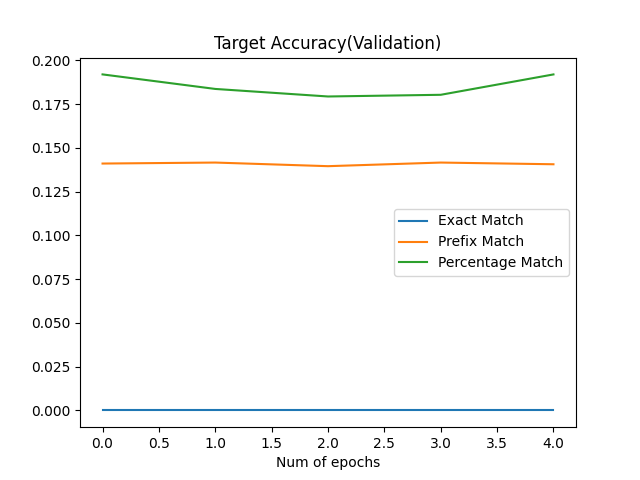 Target Accuracy(Validation)
0.200
0.175
0.150
0.125
0.100
0.075
0.050
0.025
0.000
Exact Match
Prefix Match
Percentage Match
0.0 0.5 1.0 1.5 2.0 2.5 3.0 3.5 4.0
Num of epochs